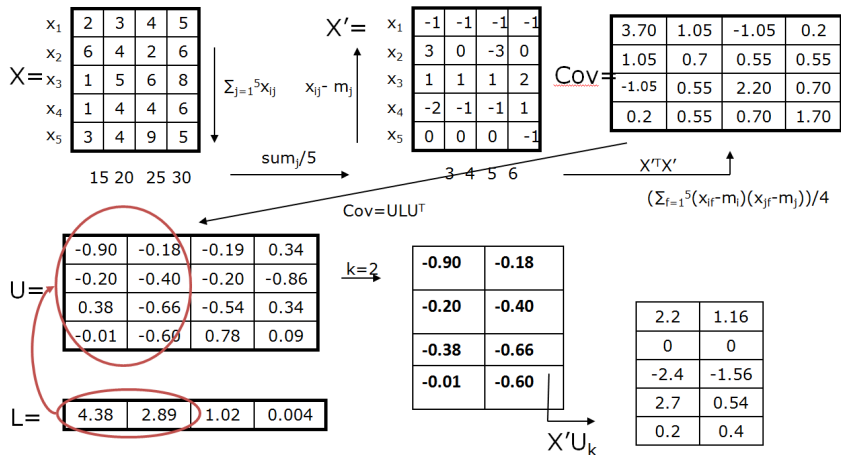 X=
x1 2 3 4 5
x2 6 4 2 6
x3 1 5 6 8
x4 1 4 4 6
x5 3 4 9 5
15 20 25 30
Σj=1⁵xij
sumj/5
xij- mj
X'=
x1 -1 -1 -1 -1
x2 3 0 -3 0
x3 1 1 1 2
x4 -2 -1 -1 1
x5 0 0 0 -1
3 4 5 6
Cov=
3.70 1.05 -1.05 0.2
1.05 0.7 0.55 0.55
-1.05 0.55 2.20 0.70
0.2 0.55 0.70 1.70
X'ᵀX'
(Σf=1⁵(xif-mi)(xjf-mj))/4
Cov=ULUᵀ
U=
-0.90 -0.18 -0.19 0.34
-0.20 -0.40 -0.20 -0.86
0.38 -0.66 -0.54 0.34
-0.01 -0.60 0.78 0.09
L=
4.38 2.89 1.02 0.004
k=2
-0.90 -0.18
-0.20 -0.40
-0.38 -0.66
-0.01 -0.60
X'Uk
2.2 1.16
0 0
-2.4 -1.56
2.7 0.54
0.2 0.4